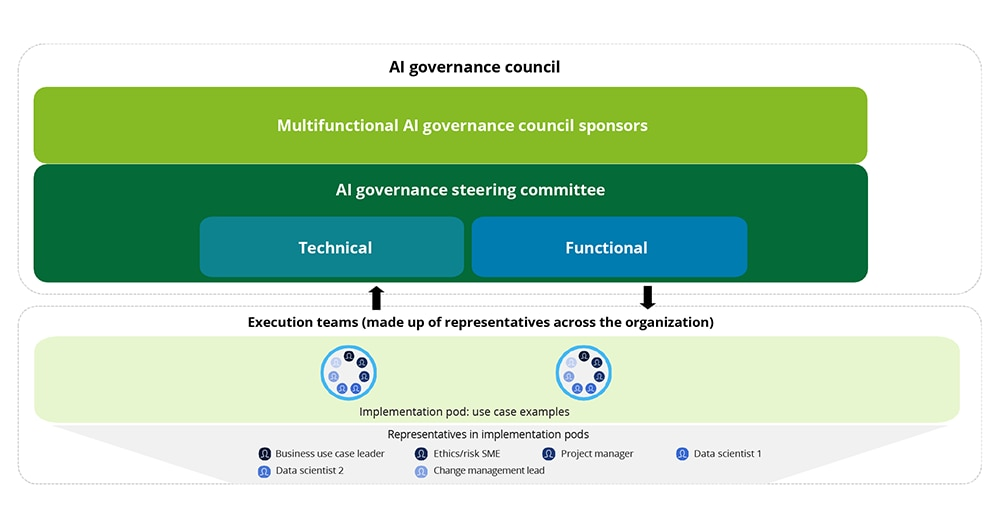 AI governance council
Multifunctional AI governance council sponsors
AI governance steering committee
Technical
Functional
Execution teams (made up of representatives across the organization)
Implementation pod: use case examples
Representatives in implementation pods
Business use case leader
Ethics/risk SME
Project manager
Data scientist 1
Data scientist 2
Change management lead